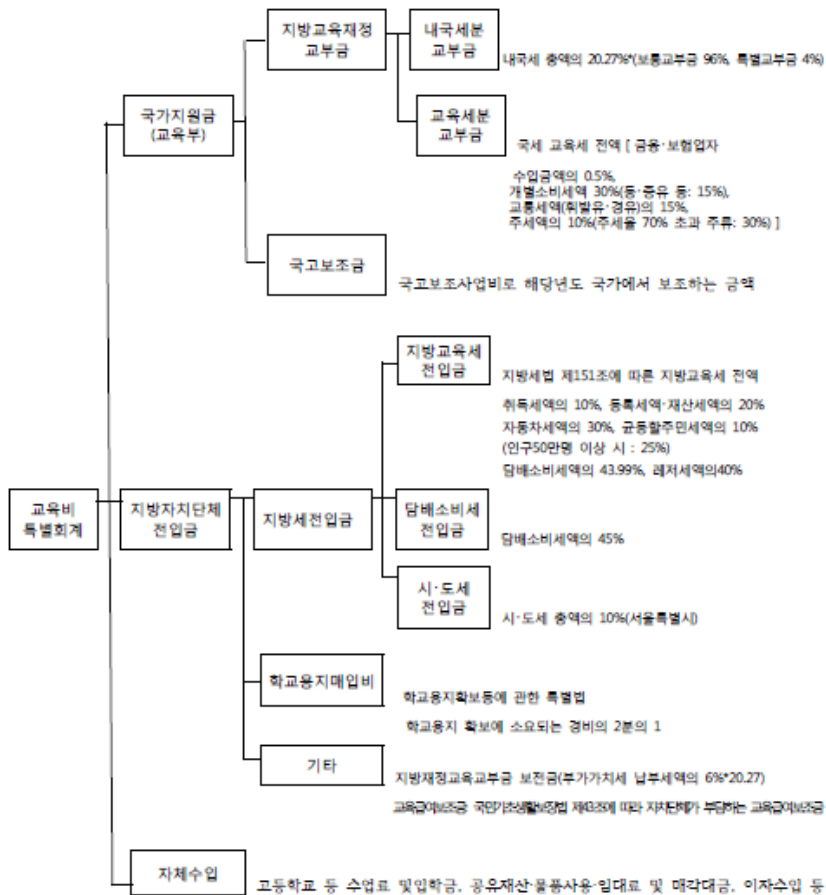 지방교육재정
교부금
내국세분
교부금
내국세 총액의 20.27%*(보통교부금 96%, 특별교부금 4%)
국가지원금
(교육부)
교육세분
교부금
국세 교육세 전액 [ 금융·보험업자
수입금액의 0.5%,
개별소비세액 30%(등·중유 등: 15%),
교통세액(휘발유·경유)의 15%,
주세액의 10%(주세율 70% 초과 주류: 30%) ]
국고보조금
국고보조사업비로 해당년도 국가에서 보조하는 금액
지방교육세
전입금
지방세법 제151조에 따른 지방교육세 전액
취득세액의 10%, 등록세액·재산세액의 20%
자동차세액의 30%, 균등할주민세액의 10%
(인구50만명 이상 시 : 25%)
담배소비세액의 43.99%, 레저세액의40%
교육비
특별회계
지방자치단체
전입금
지방세전입금
담배소비세
전입금
담배소비세액의 45%
시·도세
전입금
시·도세 총액의 10%(서울특별시)
학교용지매입비
학교용지확보등에 관한 특별법
학교용지 확보에 소요되는 경비의 2분의 1
기타
지방재정교육교부금 보전금(부가가치세 납부세액의 6%*20.27)
교육급여보조금 국민기초생활보장법 제43조에 따라 자치단체가 부담하는 교육급여보조금
자체수입
고등학교 등 수업료 및입학금, 공유재산·물품사용·임대료 및 매각대금, 이자수입 등